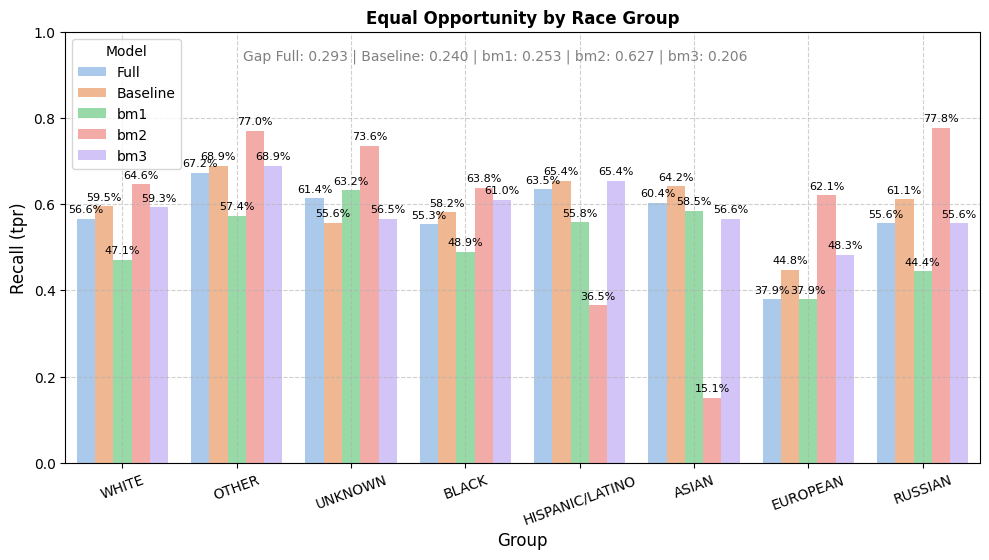 Equal Opportunity by Race Group
Gap Full: 0.293 | Baseline: 0.240 | bm1: 0.253 | bm2: 0.627 | bm3: 0.206
Model
Full
Baseline
bm1
bm2
bm3
Recall (tpr)
1.0
0.8
0.6
0.4
0.2
0.0
56.6%
59.5%
47.1%
64.6%
59.3%
67.2%
68.9%
57.4%
77.0%
68.9%
61.4%
55.6%
63.2%
73.6%
56.5%
55.3%
58.2%
48.9%
63.8%
61.0%
63.5%
65.4%
55.8%
36.5%
65.4%
60.4%
64.2%
58.5%
15.1%
56.6%
37.9%
44.8%
37.9%
62.1%
48.3%
55.6%
61.1%
44.4%
77.8%
55.6%
WHITE
OTHER
UNKNOWN
BLACK
HISPANIC/LATINO
ASIAN
EUROPEAN
RUSSIAN
Group